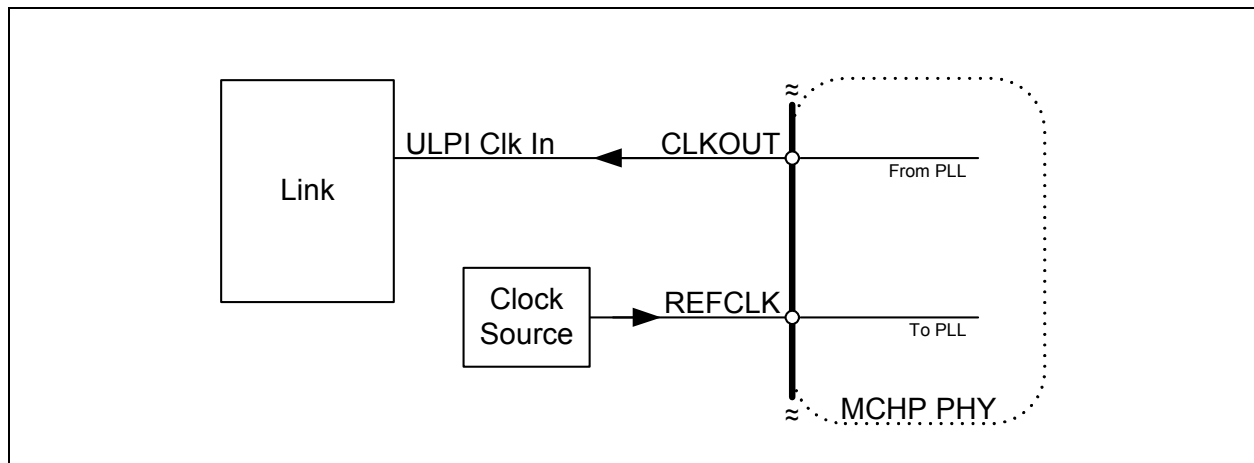 ULPI Clk In
CLKOUT
From PLL
Link
Clock
Source
REFCLK
To PLL
MCHP PHY